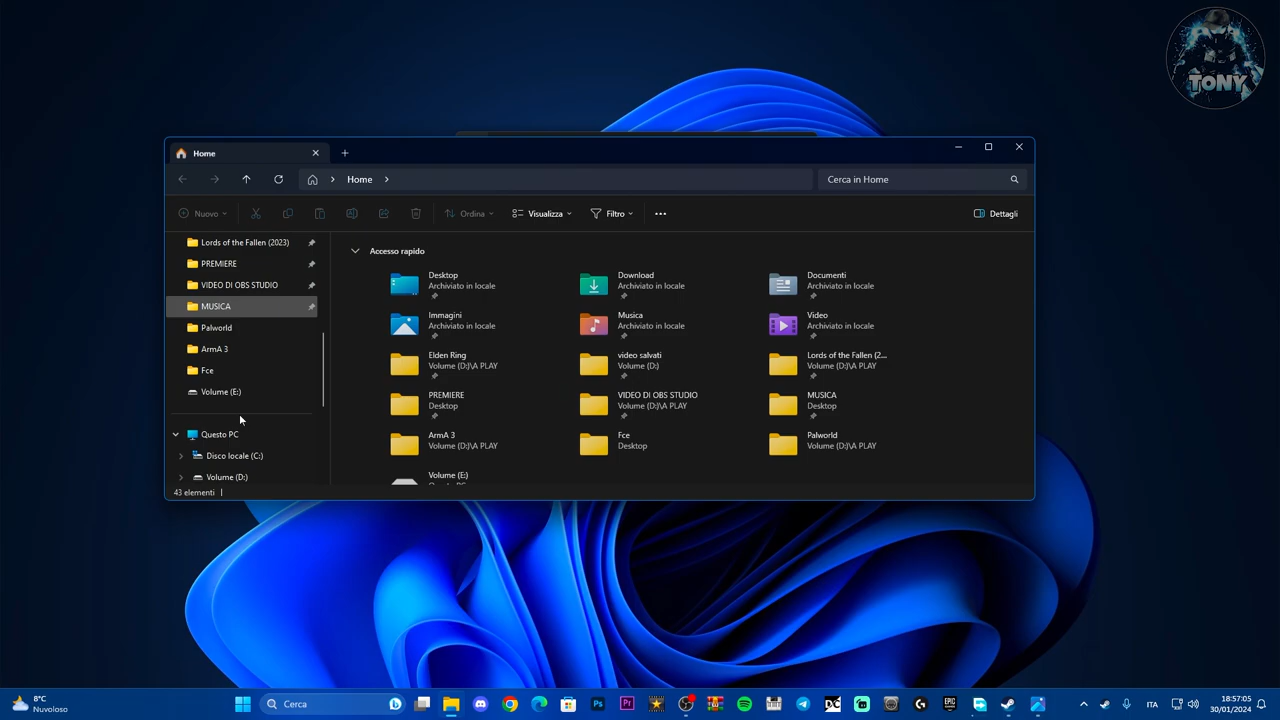 TONY
Home
Home
Cerca in Home
Nuovo
Ordina
Visualizza
Filtro
Dettagli
Lords of the Fallen (2023)
PREMIERE
VIDEO DI OBS STUDIO
MUSICA
Palworld
ArmA 3
Fce
Volume (E:)
Questo PC
Disco locale (C:)
Volume (D:)
43 elementi
Accesso rapido
Desktop
Archiviato in locale
Download
Archiviato in locale
Documenti
Archiviato in locale
Immagini
Archiviato in locale
Musica
Archiviato in locale
Video
Archiviato in locale
Elden Ring
Volume (D:)\A PLAY
video salvati
Volume (D:)
Lords of the Fallen (2...
Volume (D:)\A PLAY
PREMIERE
Desktop
VIDEO DI OBS STUDIO
Volume (D:)\A PLAY
MUSICA
Desktop
ArmA 3
Volume (D:)\A PLAY
Fce
Desktop
Palworld
Volume (D:)\A PLAY
Volume (E:)
8°C
Nuvoloso
Cerca
Ps
Pr
DC
EPIC
ITA
18:57:05
30/01/2024